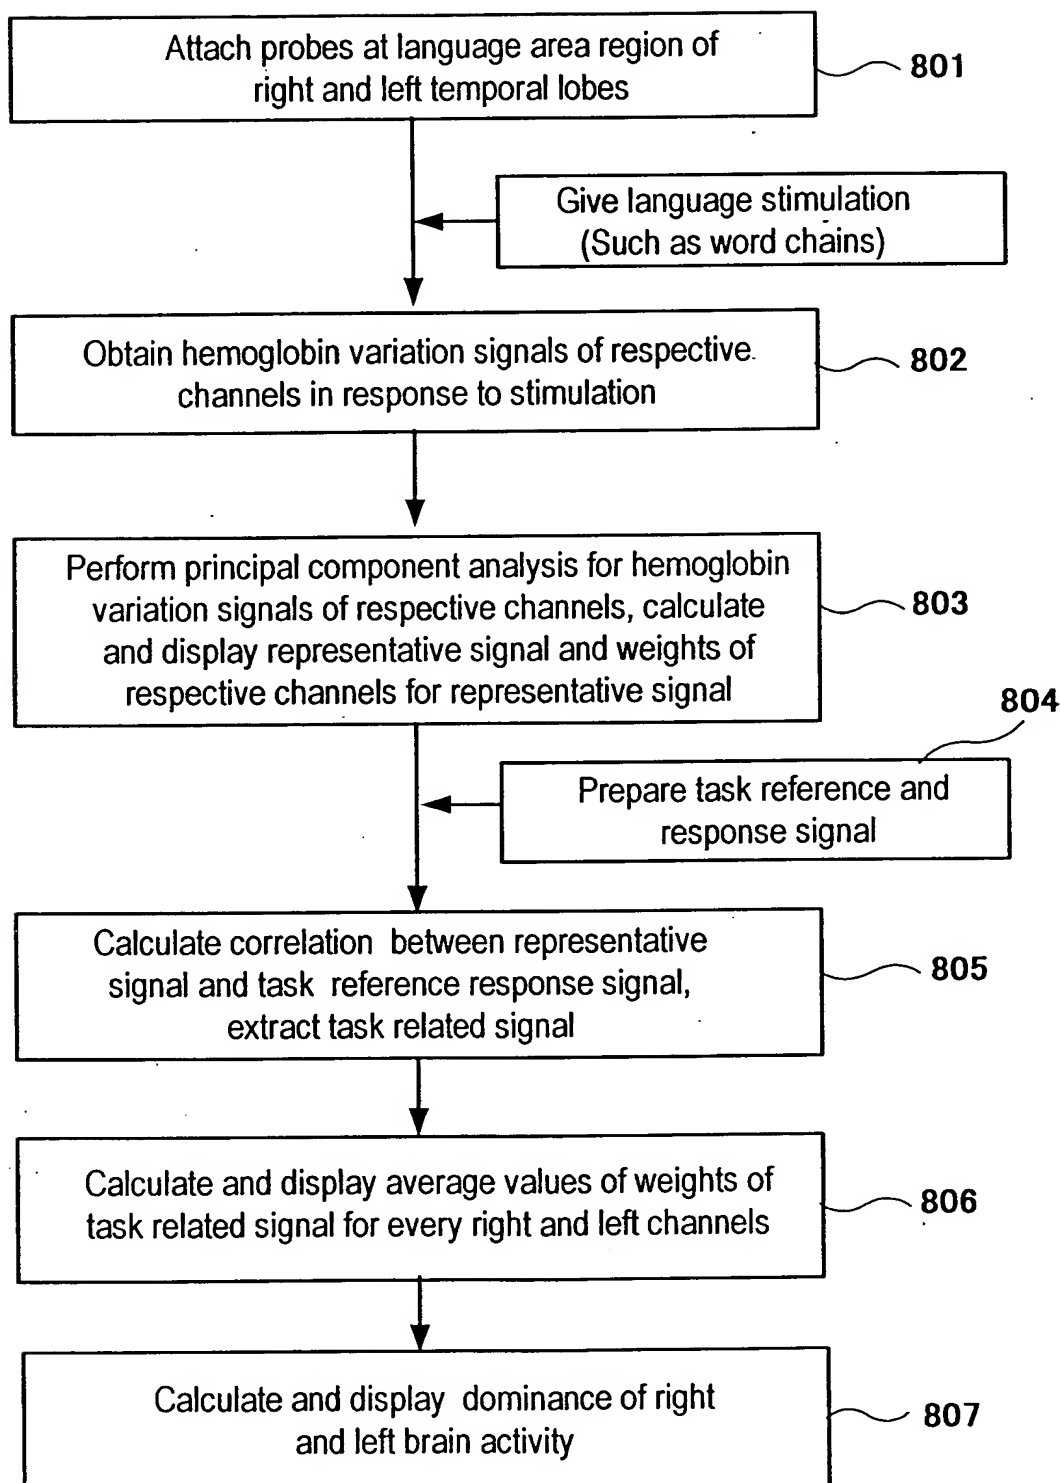 Attach probes at language area region of
right and left temporal lobes
801
Give language stimulation
(Such as word chains)
Obtain hemoglobin variation signals of respective
channels in response to stimulation
802
Perform principal component analysis for hemoglobin
variation signals of respective channels, calculate
and display representative signal and weights of
respective channels for representative signal
803
804
Prepare task reference and
response signal
Calculate correlation between representative
signal and task reference response signal,
extract task related signal
805
Calculate and display average values of weights of
task related signal for every right and left channels
806
Calculate and display dominance of right
and left brain activity
807